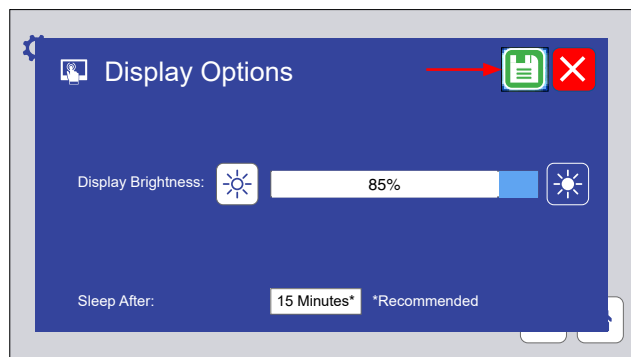 Display Options
Display Brightness:
85%
Sleep After:
15 Minutes*
*Recommended